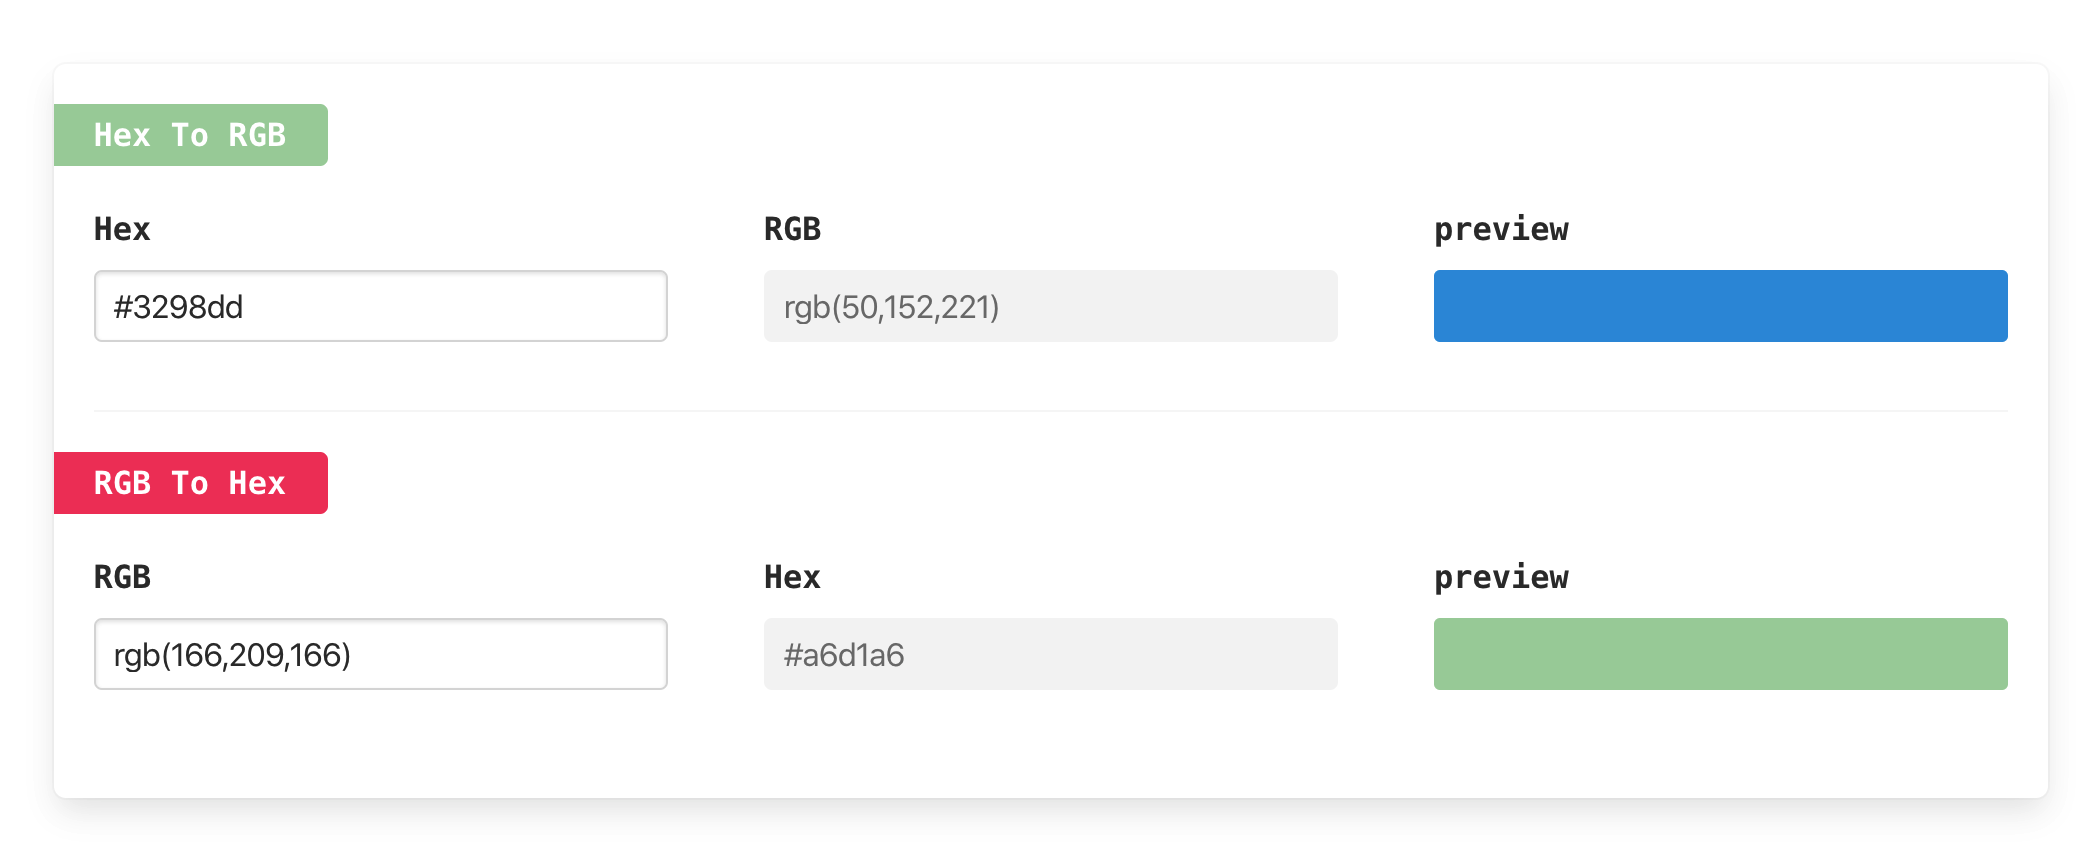 Hex To RGB
Hex RGB preview
#3298dd rgb(50,152,221)
RGB To Hex
RGB Hex preview
rgb(166,209,166) #a6d1a6